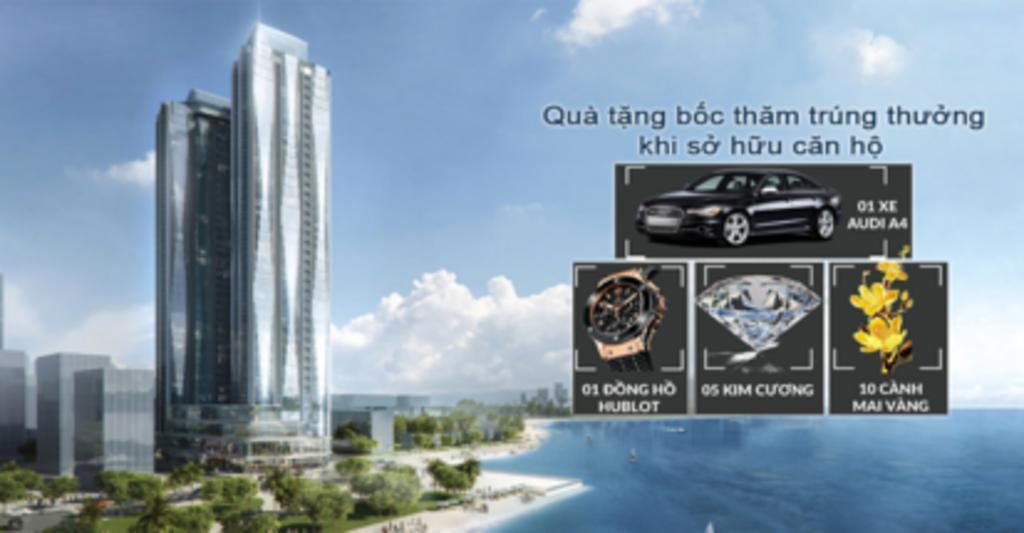 Quà tặng bốc thăm trúng thưởng
khi sở hữu căn hộ
01 XE
AUDI A4
01 ĐỒNG HỒ
HUBLOT
05 KIM CƯƠNG
10 CÀNH
MAI VÀNG